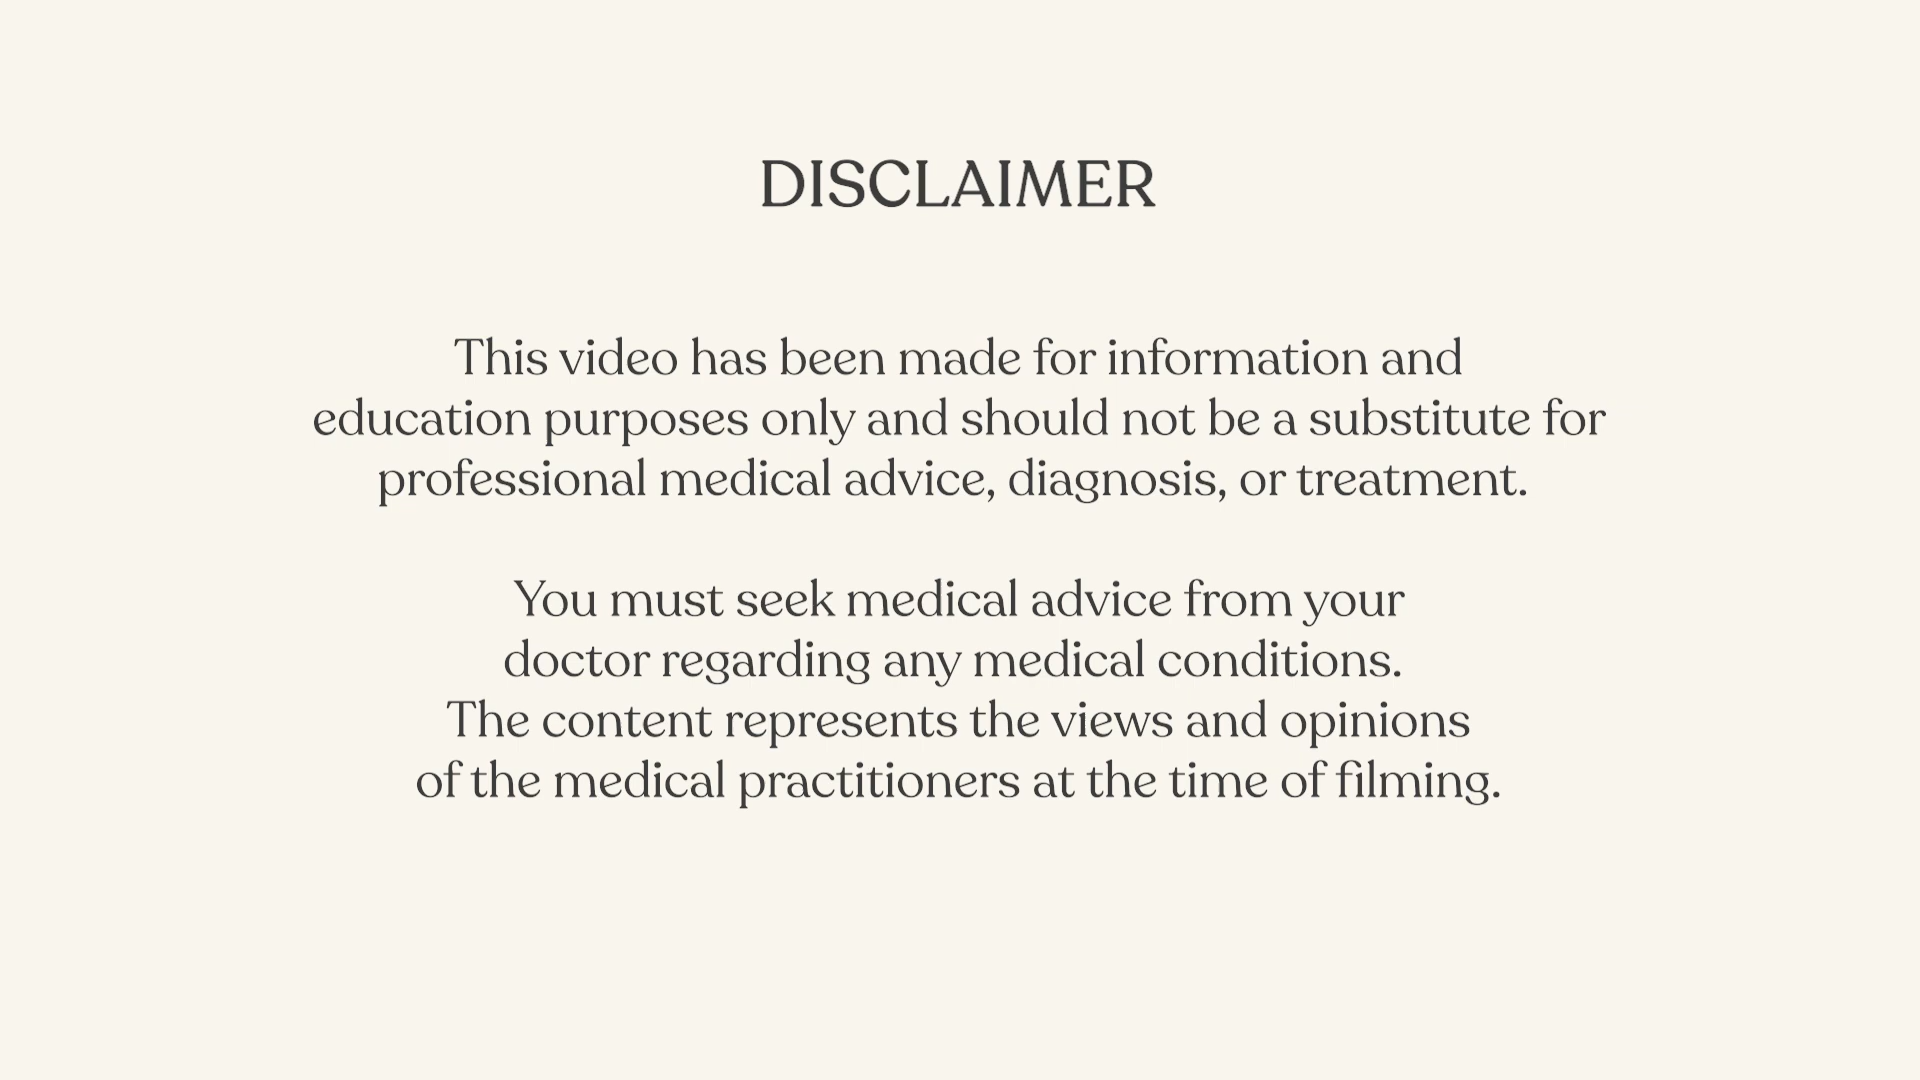 DISCLAIMER
This video has been made for information and
education purposes only and should not be a substitute for
professional medical advice, diagnosis, or treatment.
You must seek medical advice from your
doctor regarding any medical conditions.
The content represents the views and opinions
of the medical practitioners at the time of filming.